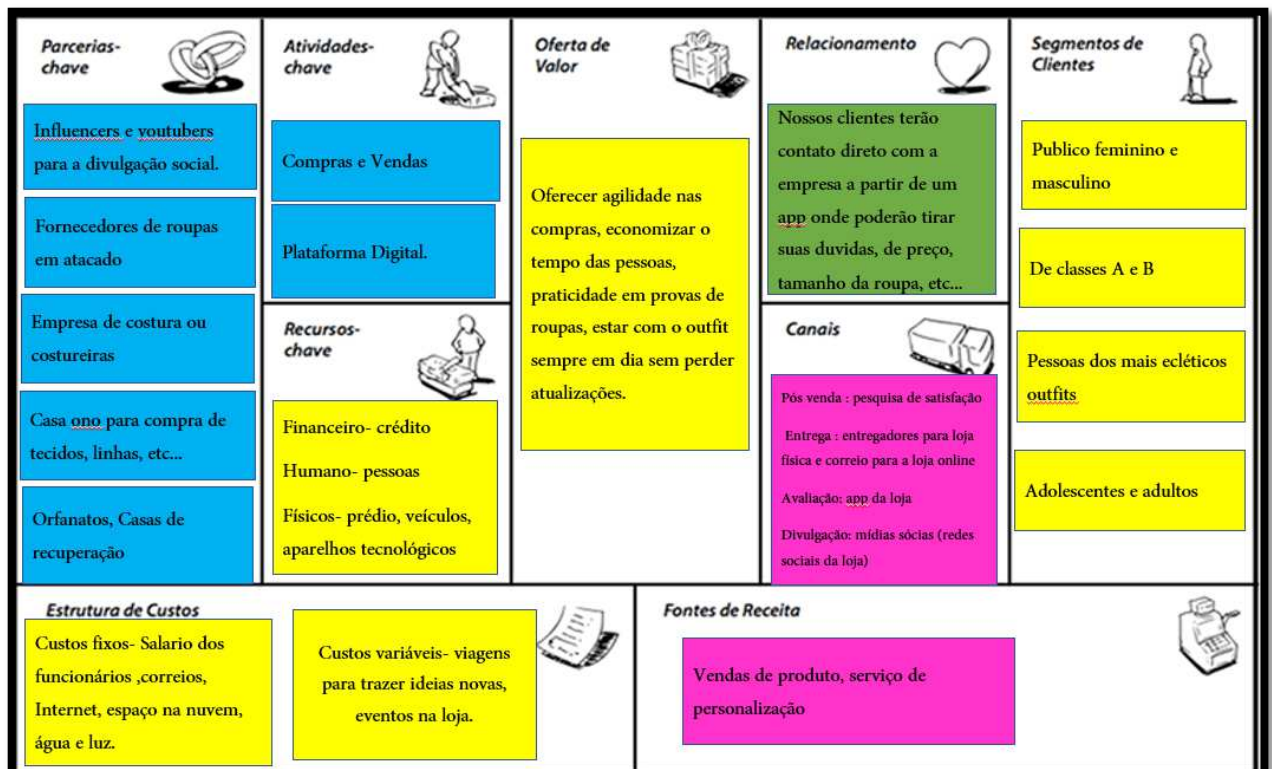 Parcerias-
chave
Influencers e youtubers
para a divulgação social.
Fornecedores de roupas
em atacado
Empresa de costura ou
costureiras
Casa ono para compra de
tecidos, linhas, etc...
Orfanatos, Casas de
recuperação
Atividades-
chave
Compras e Vendas
Plataforma Digital.
Recursos-
chave
Financeiro- crédito
Humano- pessoas
Físicos- prédio, veículos,
aparelhos tecnológicos
Oferta de
Valor
Oferecer agilidade nas
compras, economizar o
tempo das pessoas,
praticidade em provas de
roupas, estar com o outfit
sempre em dia sem perder
atualizações.
Relacionamento
Nossos clientes terão
contato direto com a
empresa a partir de um
app onde poderão tirar
suas duvidas, de preço,
tamanho da roupa, etc...
Canais
Pós venda : pesquisa de satisfação
Entrega : entregadores para loja
física e correio para a loja online
Avaliação: app da loja
Divulgação: mídias sócias (redes
sociais da loja)
Segmentos de
Clientes
Publico feminino e
masculino
De classes A e B
Pessoas dos mais ecléticos
outfits
Adolescentes e adultos
Estrutura de Custos
Custos fixos- Salario dos
funcionários ,correios,
Internet, espaço na nuvem,
água e luz.
Custos variáveis- viagens
para trazer ideias novas,
eventos na loja.
Fontes de Receita
Vendas de produto, serviço de
personalização